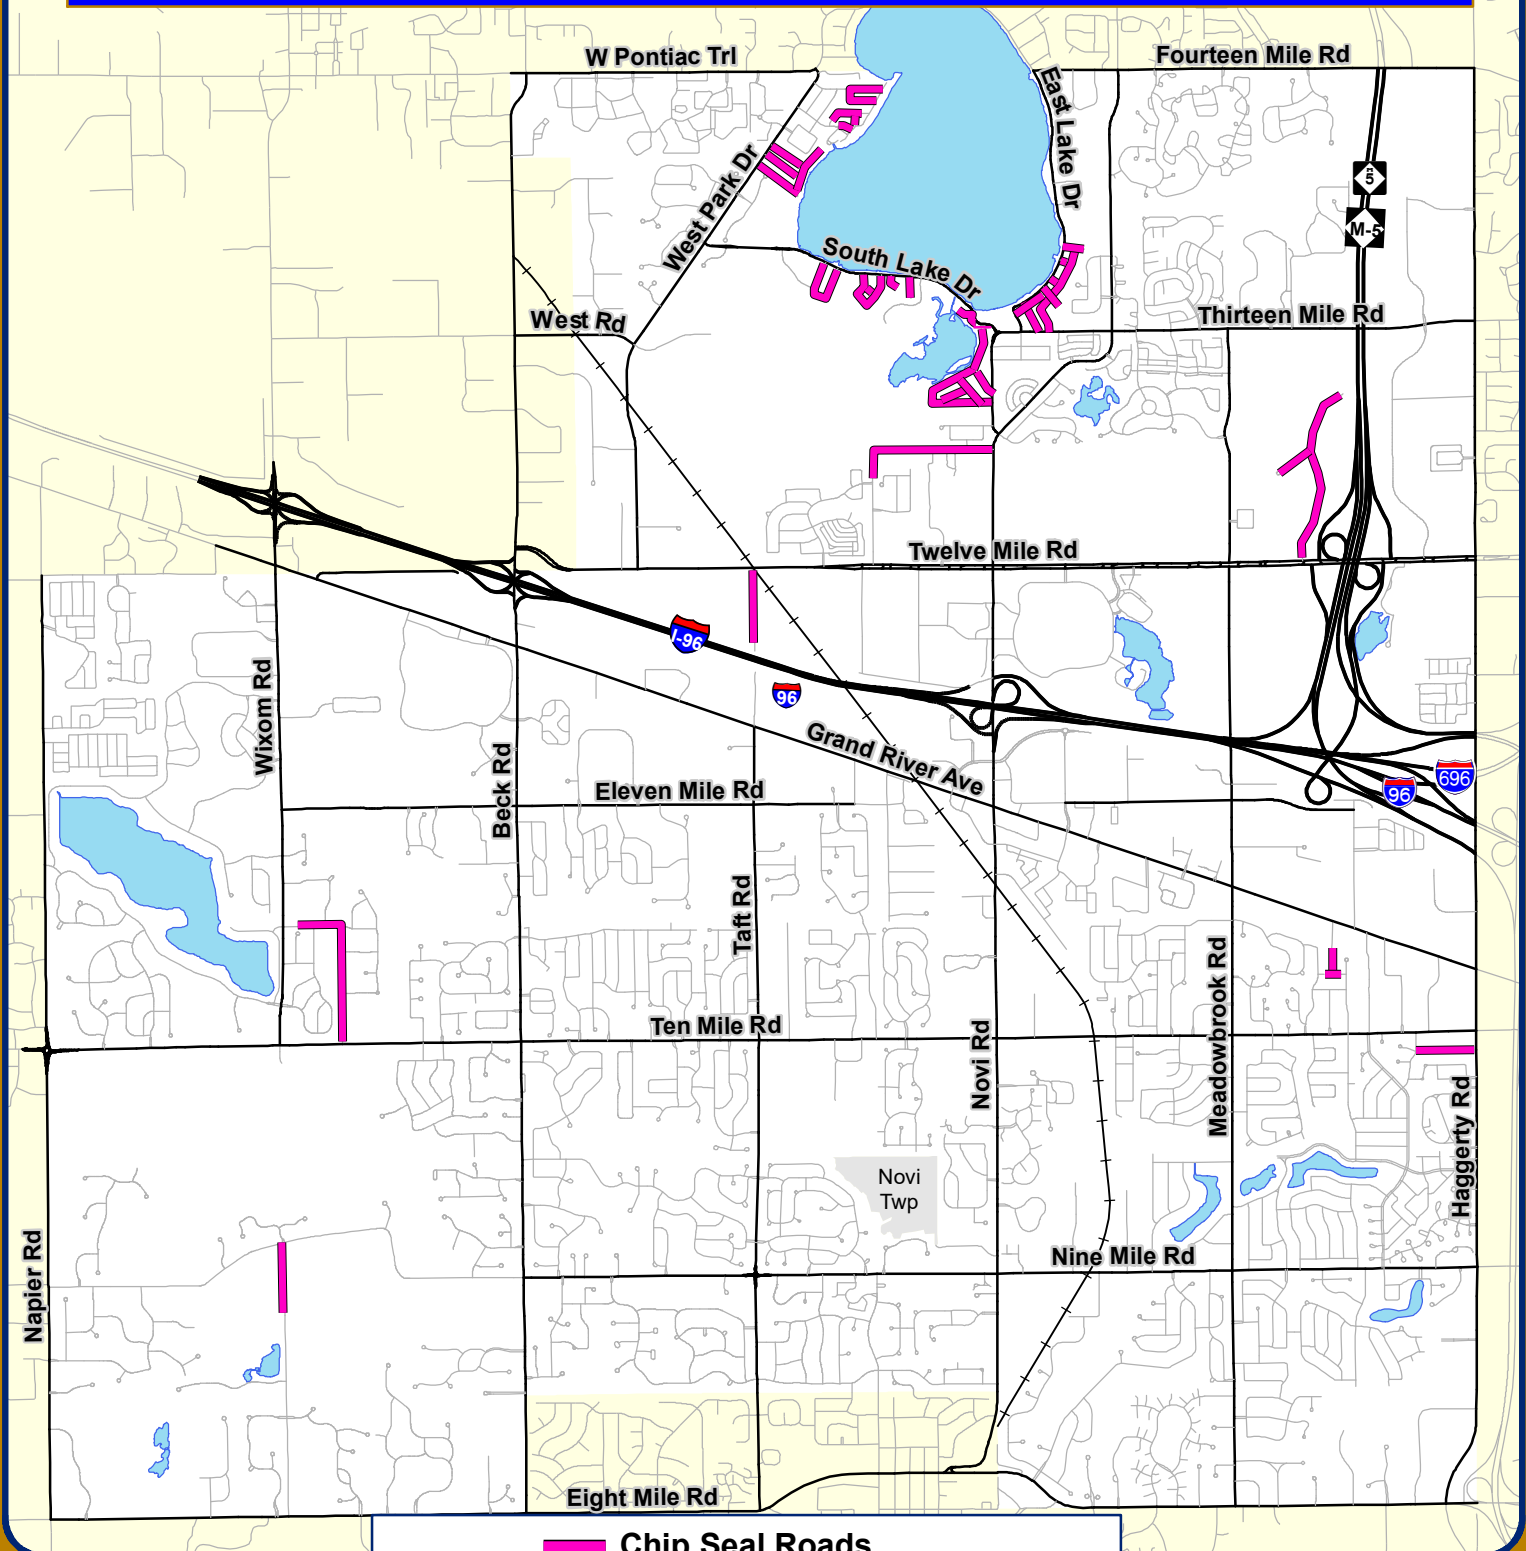 W Pontiac Trl
Fourteen Mile Rd
East Lake Dr
West Park Dr
M
5
M-5
South Lake Dr
West Rd
Thirteen Mile Rd
Twelve Mile Rd
I-96
96
Wixom Rd
Grand River Ave
Beck Rd
Eleven Mile Rd
96
696
Taft Rd
Meadowbrook Rd
Ten Mile Rd
Novi Rd
Haggerty Rd
Novi
Twp
Napier Rd
Nine Mile Rd
Eight Mile Rd
Chip Seal Roads